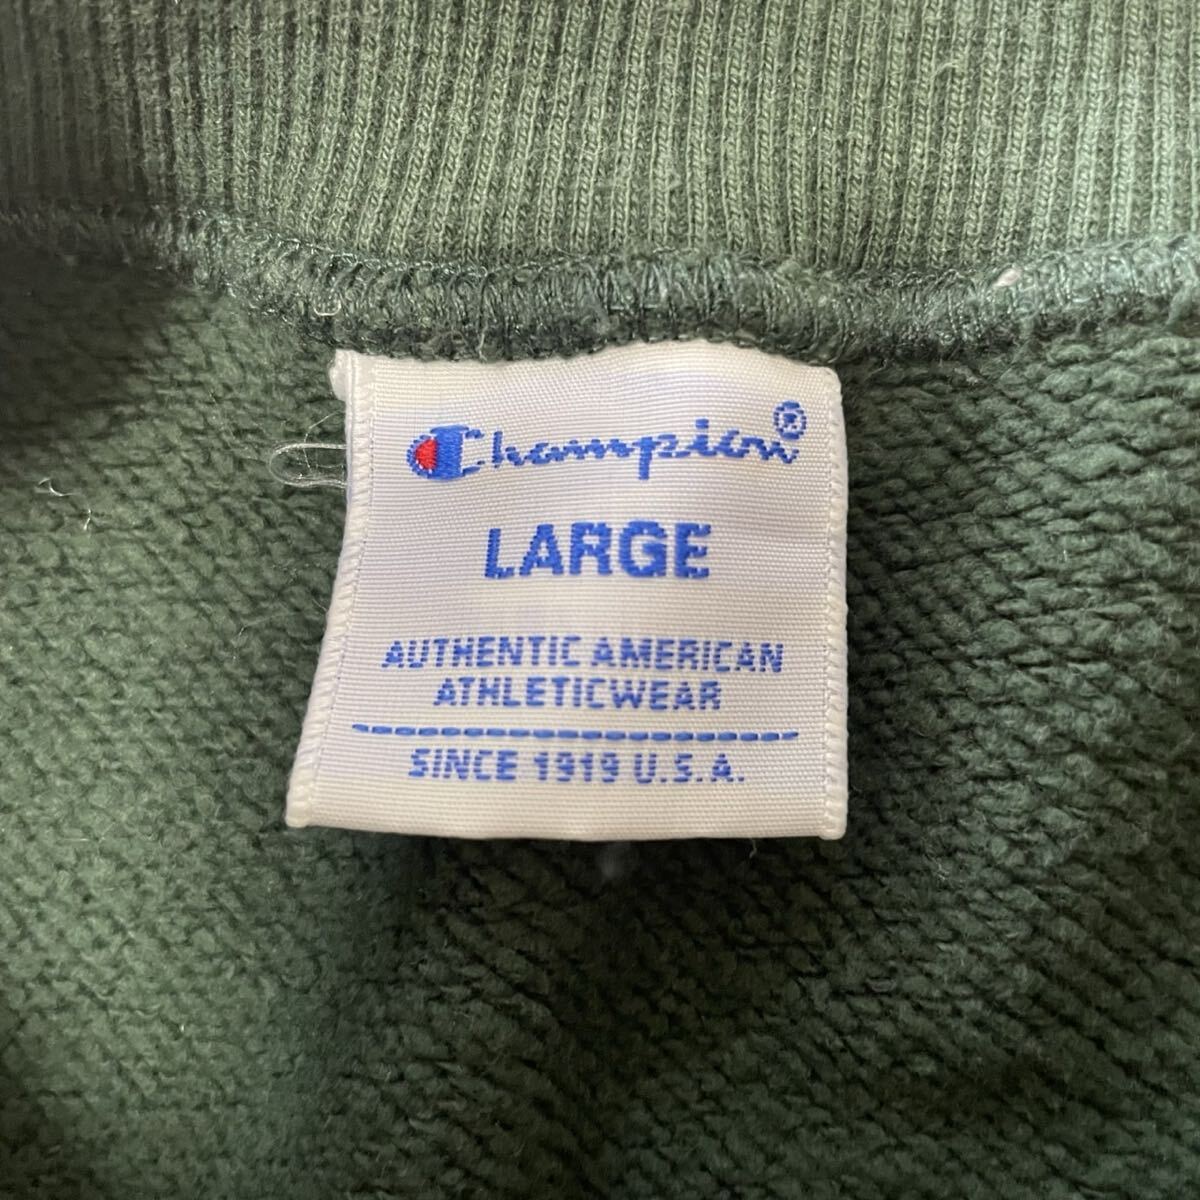 Champion®
LARGE
AUTHENTIC AMERICAN
ATHLETICWEAR
SINCE 1919 U.S.A.